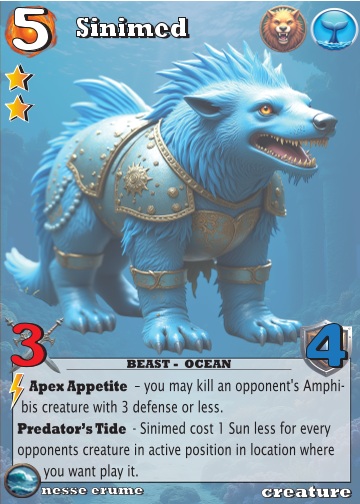 5 Sinimed
3
4
BEAST - OCEAN
Apex Appetite - you may kill an opponent's Amphi-
bis creature with 3 defense or less.
Predator's Tide - Sinimed cost 1 Sun less for every
opponents creature in active position in location where
you want play it.
nesse erume creature